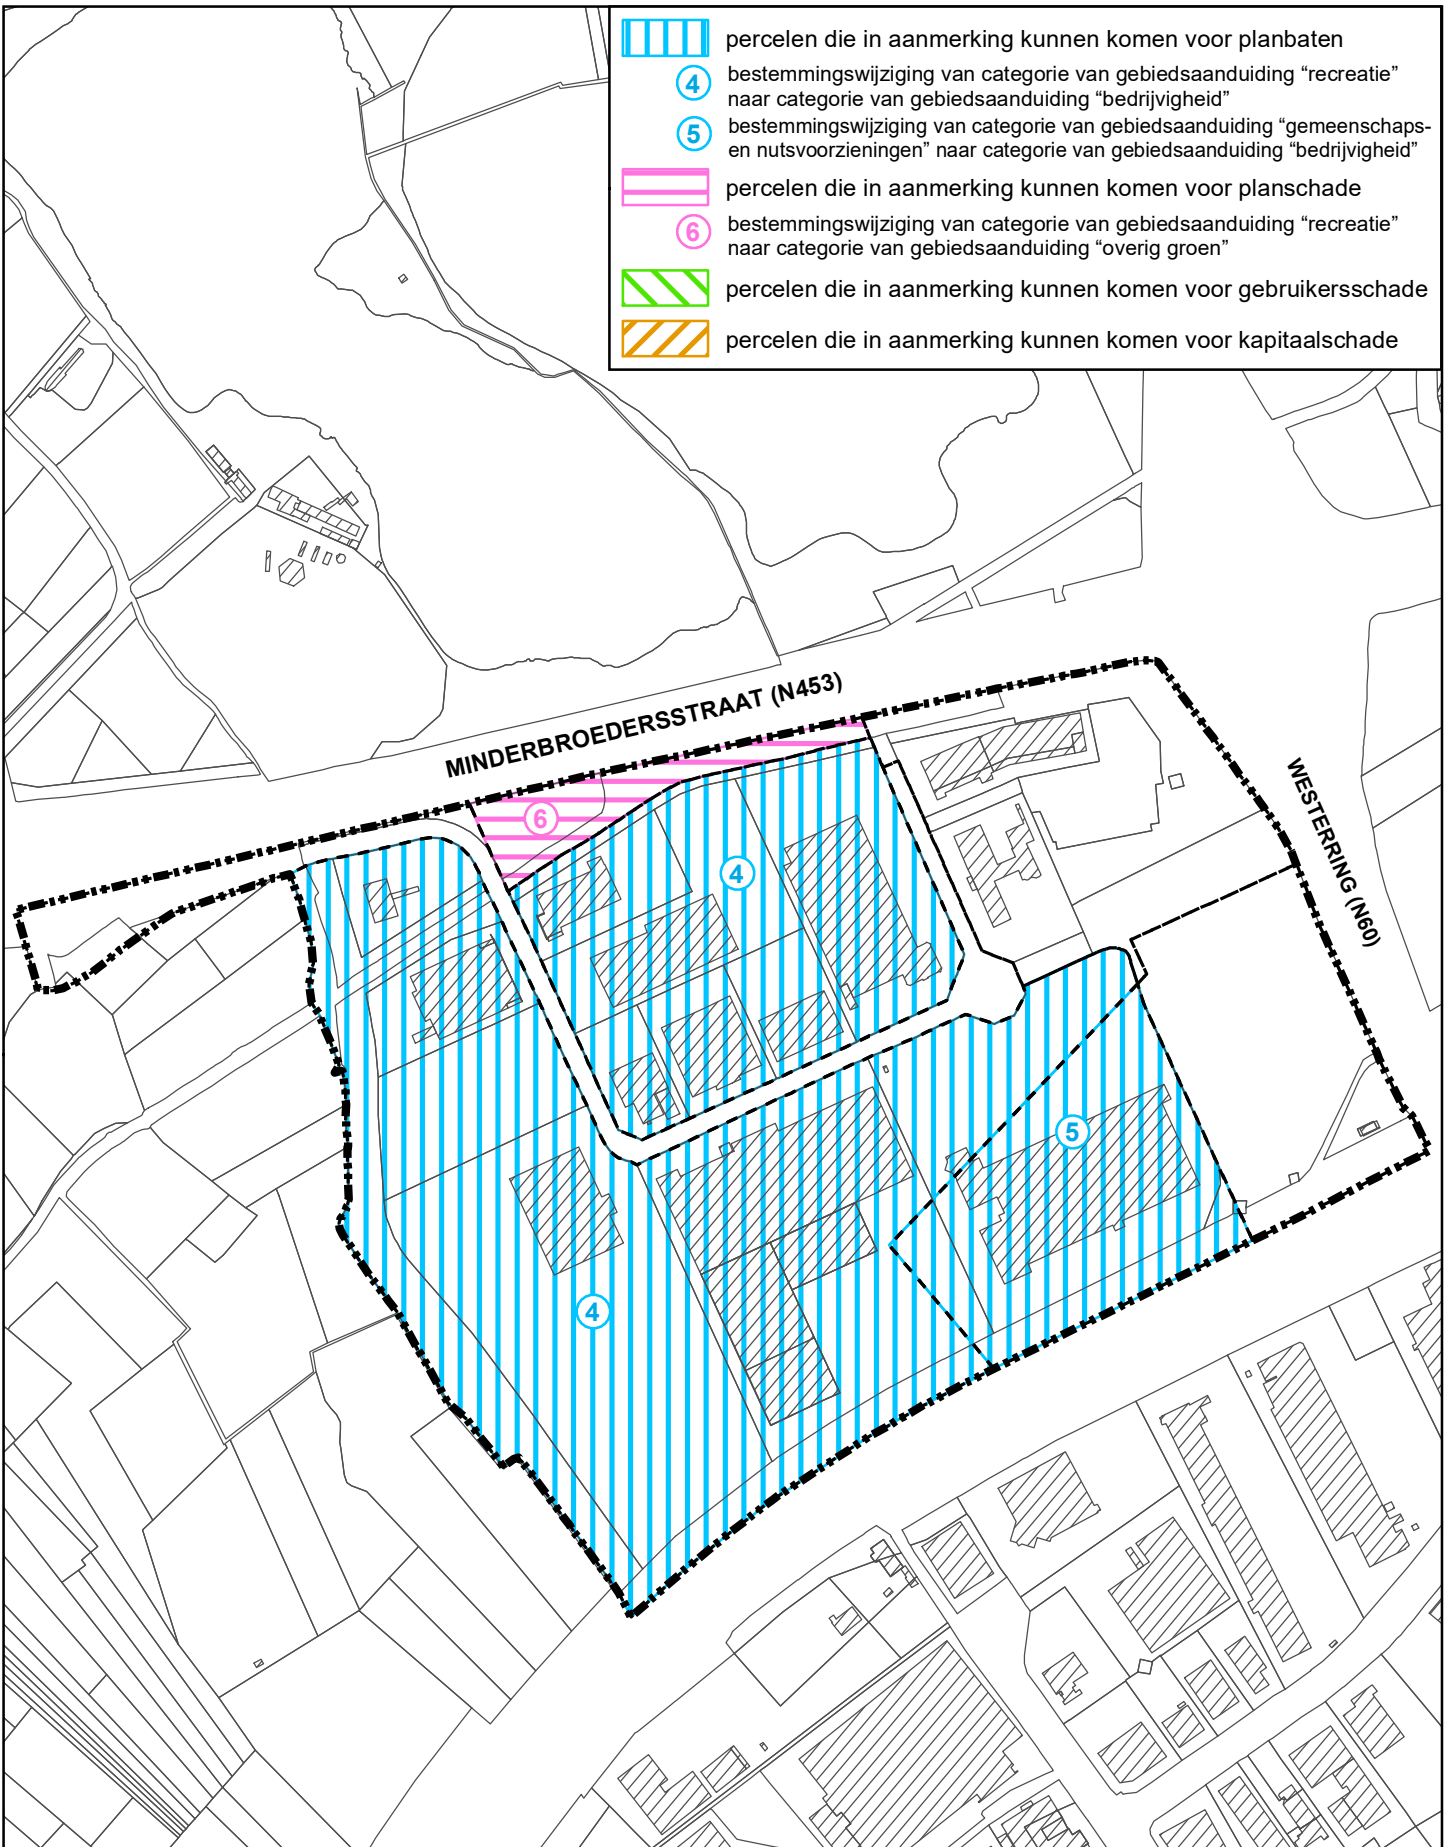 percelen die in aanmerking kunnen komen voor planbaten
4 bestemmingswijziging van categorie van gebiedsaanduiding “recreatie”
naar categorie van gebiedsaanduiding “bedrijvigheid”
5 bestemmingswijziging van categorie van gebiedsaanduiding “gemeenschaps-
en nutsvoorzieningen” naar categorie van gebiedsaanduiding “bedrijvigheid”
percelen die in aanmerking kunnen komen voor planschade
6 bestemmingswijziging van categorie van gebiedsaanduiding “recreatie”
naar categorie van gebiedsaanduiding “overig groen”
percelen die in aanmerking kunnen komen voor gebruikersschade
percelen die in aanmerking kunnen komen voor kapitaalschade
MINDERBROEDERSSTRAAT (N453)
WESTERRING (N60)
6
4
5
4